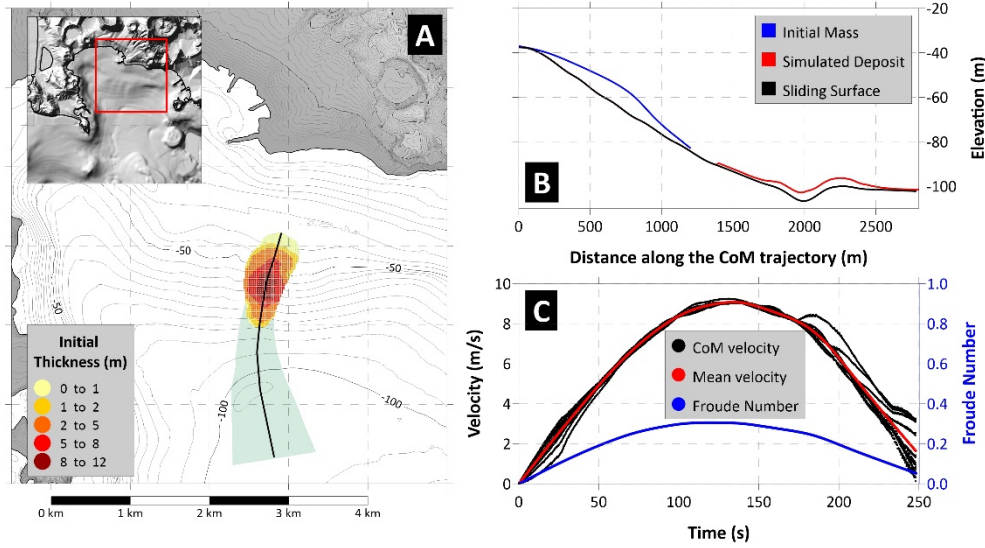 A
-50
-50
-50
-100
-100
Initial
Thickness (m)
0 to 1
1 to 2
2 to 5
5 to 8
8 to 12
0 km
1 km
2 km
3 km
4 km
B
Initial Mass
Simulated Deposit
Sliding Surface
-20
-40
-60
-80
-100
Elevation (m)
0
500
1000
1500
2000
2500
Distance along the CoM trajectory (m)
C
10
8
6
4
2
0
Velocity (m/s)
CoM velocity
Mean velocity
Froude Number
1.0
0.8
0.6
0.4
0.2
0.0
Froude Number
0
50
100
150
200
250
Time (s)